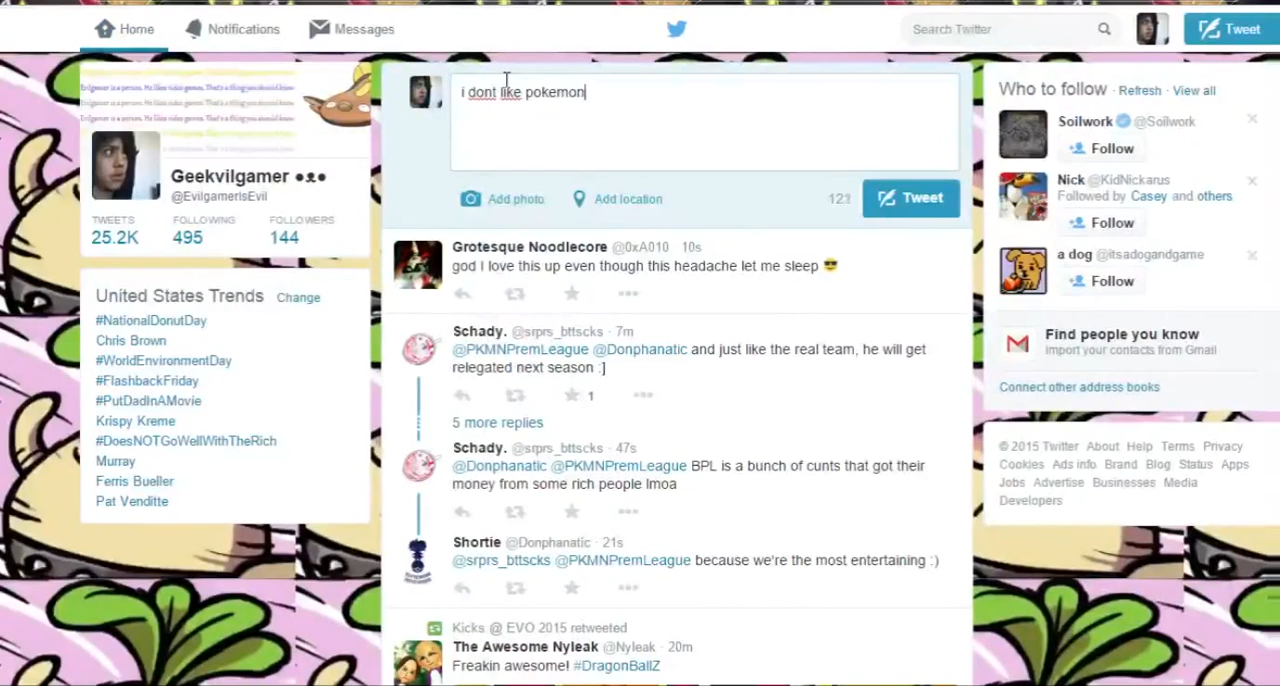 Home
Notifications
Messages
Search Twitter
Tweet
Geekvilgamer
@EvilgamerIsEvil
TWEETS FOLLOWING FOLLOWERS
25.2K 495 144
United States Trends Change
#NationalDonutDay
Chris Brown
#WorldEnvironmentDay
#FlashbackFriday
#PutDadInAMovie
Krispy Kreme
#DoesNOTGoWellWithTheRich
Murray
Ferris Bueller
Pat Venditte
i dont like pokemon
Add photo
Add location
Tweet
Grotesque Noodlecore @0xA010 10s
god I love this up even though this headache let me sleep 😎
Schady. @srprs_bttscks · 7m
@PKMNPremLeague @Donphanatic and just like the real team, he will get
relegated next season :]
1
5 more replies
Schady. @srprs_bttscks · 47s
@Donphanatic @PKMNPremLeague BPL is a bunch of cunts that got their
money from some rich people lmoa
Shortie @Donphanatic · 21s
@srprs_bttscks @PKMNPremLeague because we're the most entertaining :)
Kicks @ EVO 2015 retweeted
The Awesome Nyleak @Nyleak · 20m
Freakin awesome! #DragonBallZ
Who to follow · Refresh · View all
Soilwork @Soilwork
Follow
Nick @KidNickarus
Followed by Casey and others
Follow
a dog @itsadogandgame
Follow
Find people you know
Import your contacts from Gmail
Connect other address books
© 2015 Twitter About Help Terms Privacy
Cookies Ads info Brand Blog Status Apps
Jobs Advertise Businesses Media
Developers